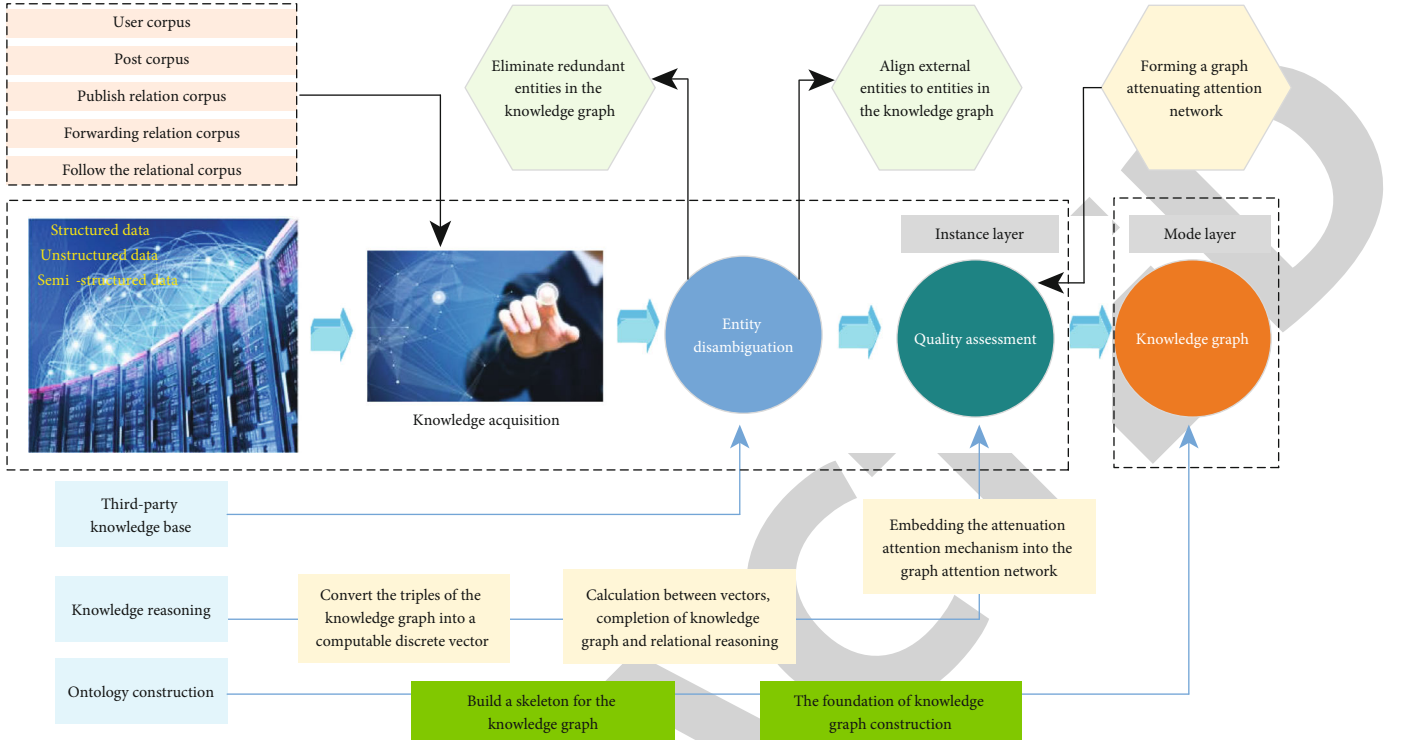 User corpus
Post corpus
Publish relation corpus
Forwarding relation corpus
Follow the relational corpus
Eliminate redundant
entities in the
knowledge graph
Align external
entities to entities in
the knowledge graph
Forming a graph
attenuating attention
network
Structured data
Unstructured data
Semi -structured data
Knowledge acquisition
Entity
disambiguation
Instance layer
Quality assessment
Mode layer
Knowledge graph
Third-party
knowledge base
Embedding the attenuation
attention mechanism into the
graph attention network
Knowledge reasoning
Convert the triples of the
knowledge graph into a
computable discrete vector
Calculation between vectors,
completion of knowledge
graph and relational reasoning
Ontology construction
Build a skeleton for the
knowledge graph
The foundation of knowledge
graph construction